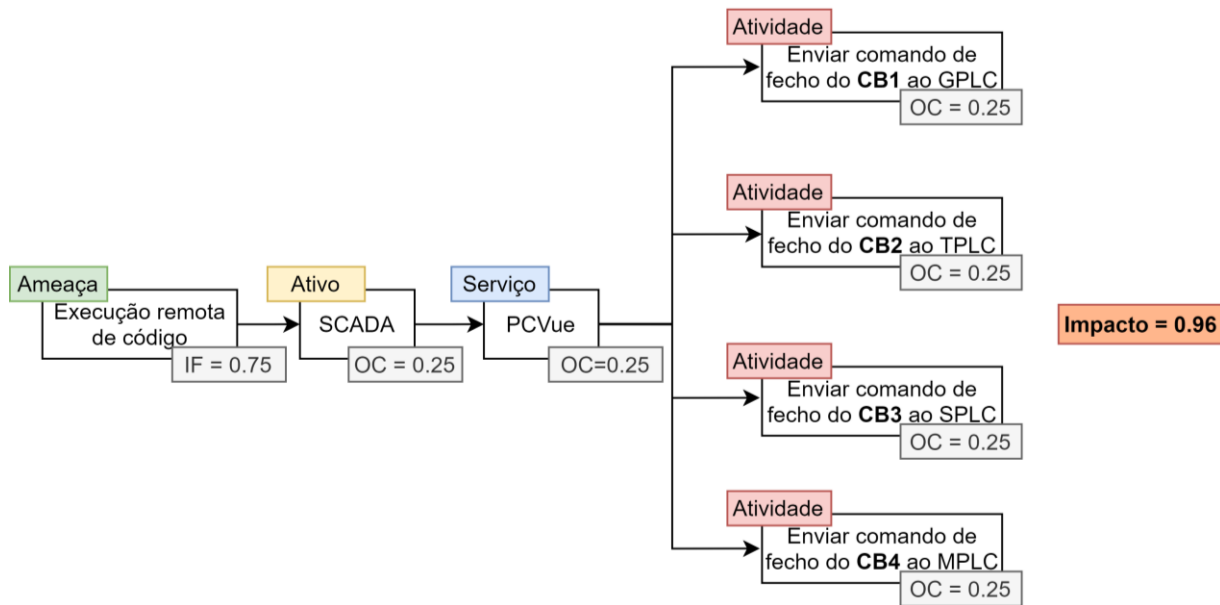 Atividade
Enviar comando de
fecho do CB1 ao GPLC
OC = 0.25
Atividade
Enviar comando de
fecho do CB2 ao TPLC
OC = 0.25
Ameaça
Execução remota
de código
IF = 0.75
Ativo
SCADA
OC = 0.25
Serviço
PCVue
OC=0.25
Impacto = 0.96
Atividade
Enviar comando de
fecho do CB3 ao SPLC
OC = 0.25
Atividade
Enviar comando de
fecho do CB4 ao MPLC
OC = 0.25